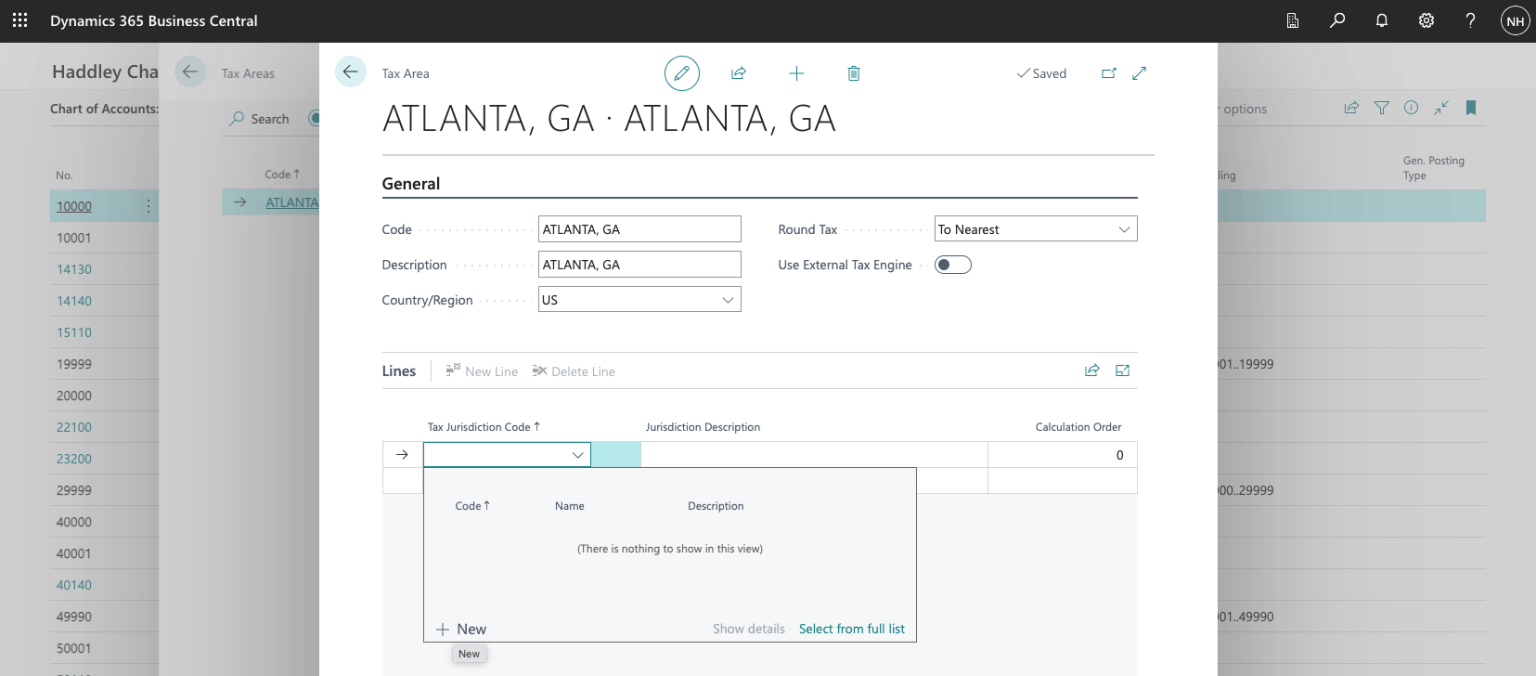 Dynamics 365 Business Central
NH
Haddley Cha
Chart of Accounts:
No.
10000
10001
14130
14140
15110
19999
20000
22100
23200
29999
40000
40001
40140
49990
50001
Tax Areas
Search
Code ↑
ATLANTA
Tax Area
Saved
ATLANTA, GA · ATLANTA, GA
General
Code ATLANTA, GA
Round Tax To Nearest
Description ATLANTA, GA
Use External Tax Engine
Country/Region US
Lines New Line Delete Line
Tax Jurisdiction Code ↑ Jurisdiction Description Calculation Order
0
Code ↑ Name Description
(There is nothing to show in this view)
+ New Show details Select from full list
New
options
Gen. Posting
Type
ling
01..19999
00..29999
01..49990